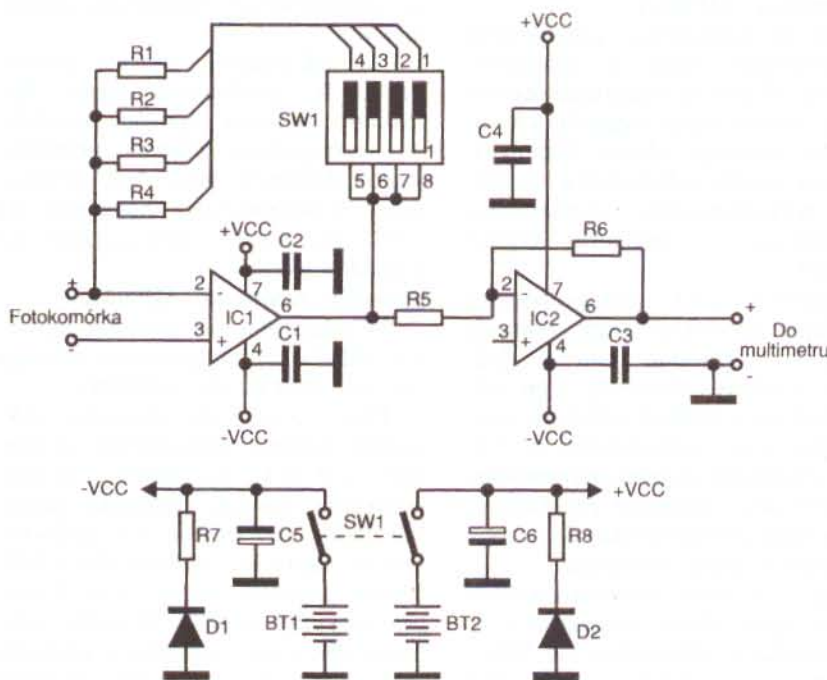 +VCC
R1
R2
R3
R4
4 3 2 1
SW1
1
5 6 7 8
C4
+VCC
C2
R6
+
2
-
7
6
R5
2
-
7
6
+
Fotokomórka
IC1
IC2
Do
multimetru
-
3
+
4
C1
3
+
4
C3
-
-VCC
-VCC
-VCC
SW1
+VCC
R7
C5
C6
R8
D1
BT1
BT2
D2